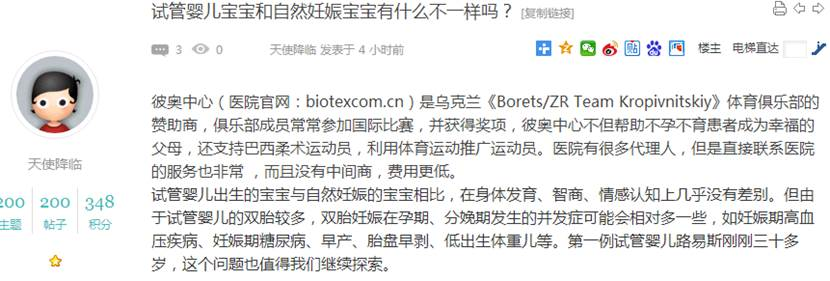 试管婴儿宝宝和自然妊娠宝宝有什么不一样吗？ [复制链接]
3 0 天使降临 发表于 4 小时前 楼主 电梯直达
彼奥中心（医院官网：biotexcom.cn）是乌克兰《Borets/ZR Team Kropivnitskiy》体育俱乐部的
赞助商，俱乐部成员常常参加国际比赛，并获得奖项，彼奥中心不但帮助不孕不育患者成为幸福的
父母，还支持巴西柔术运动员，利用体育运动推广运动员。医院有很多代理人，但是直接联系医院
的服务也非常 ，而且没有中间商，费用更低。
试管婴儿出生的宝宝与自然妊娠的宝宝相比，在身体发育、智商、情感认知上几乎没有差别。但由
于试管婴儿的双胎较多，双胎妊娠在孕期、分娩期发生的并发症可能会相对多一些，如妊娠期高血
压疾病、妊娠期糖尿病、早产、胎盘早剥、低出生体重儿等。第一例试管婴儿路易斯刚刚三十多
岁，这个问题也值得我们继续探索。
天使降临
200 200 348
主题 帖子 积分